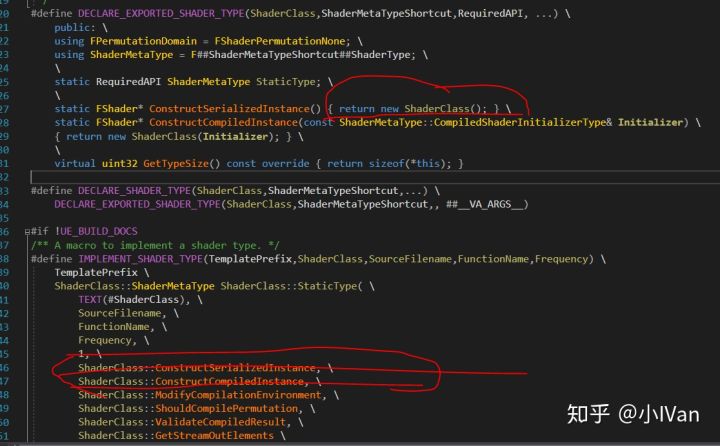 20 #define DECLARE_EXPORTED_SHADER_TYPE(ShaderClass,ShaderMetaTypeShortcut,RequiredAPI, ...) \
21 public: \
22 using FPermutationDomain = FShaderPermutationNone; \
23 using ShaderMetaType = F##ShaderMetaTypeShortcut##ShaderType; \
24 \
25 static RequiredAPI ShaderMetaType StaticType; \
26 \
27 static FShader* ConstructSerializedInstance() { return new ShaderClass(); } \
28 static FShader* ConstructCompiledInstance(const ShaderMetaType::CompiledShaderInitializerType& Initializer) \
29 { return new ShaderClass(Initializer); } \
30 \
31 virtual uint32 GetTypeSize() const override { return sizeof(*this); }
32
33 #define DECLARE_SHADER_TYPE(ShaderClass,ShaderMetaTypeShortcut,...) \
34 DECLARE_EXPORTED_SHADER_TYPE(ShaderClass,ShaderMetaTypeShortcut,, ##__VA_ARGS__)
35
36 #if !UE_BUILD_DOCS
37 /** A macro to implement a shader type. */
38 #define IMPLEMENT_SHADER_TYPE(TemplatePrefix,ShaderClass,SourceFilename,FunctionName,Frequency) \
39 TemplatePrefix \
40 ShaderClass::ShaderMetaType ShaderClass::StaticType( \
41 TEXT(#ShaderClass), \
42 SourceFilename, \
43 FunctionName, \
44 Frequency, \
45 1, \
46 ShaderClass::ConstructSerializedInstance, \
47 ShaderClass::ConstructCompiledInstance, \
48 ShaderClass::ModifyCompilationEnvironment, \
49 ShaderClass::ShouldCompilePermutation, \
50 ShaderClass::ValidateCompiledResult, \
51 ShaderClass::GetStreamOutElements \
知乎 @小IVan